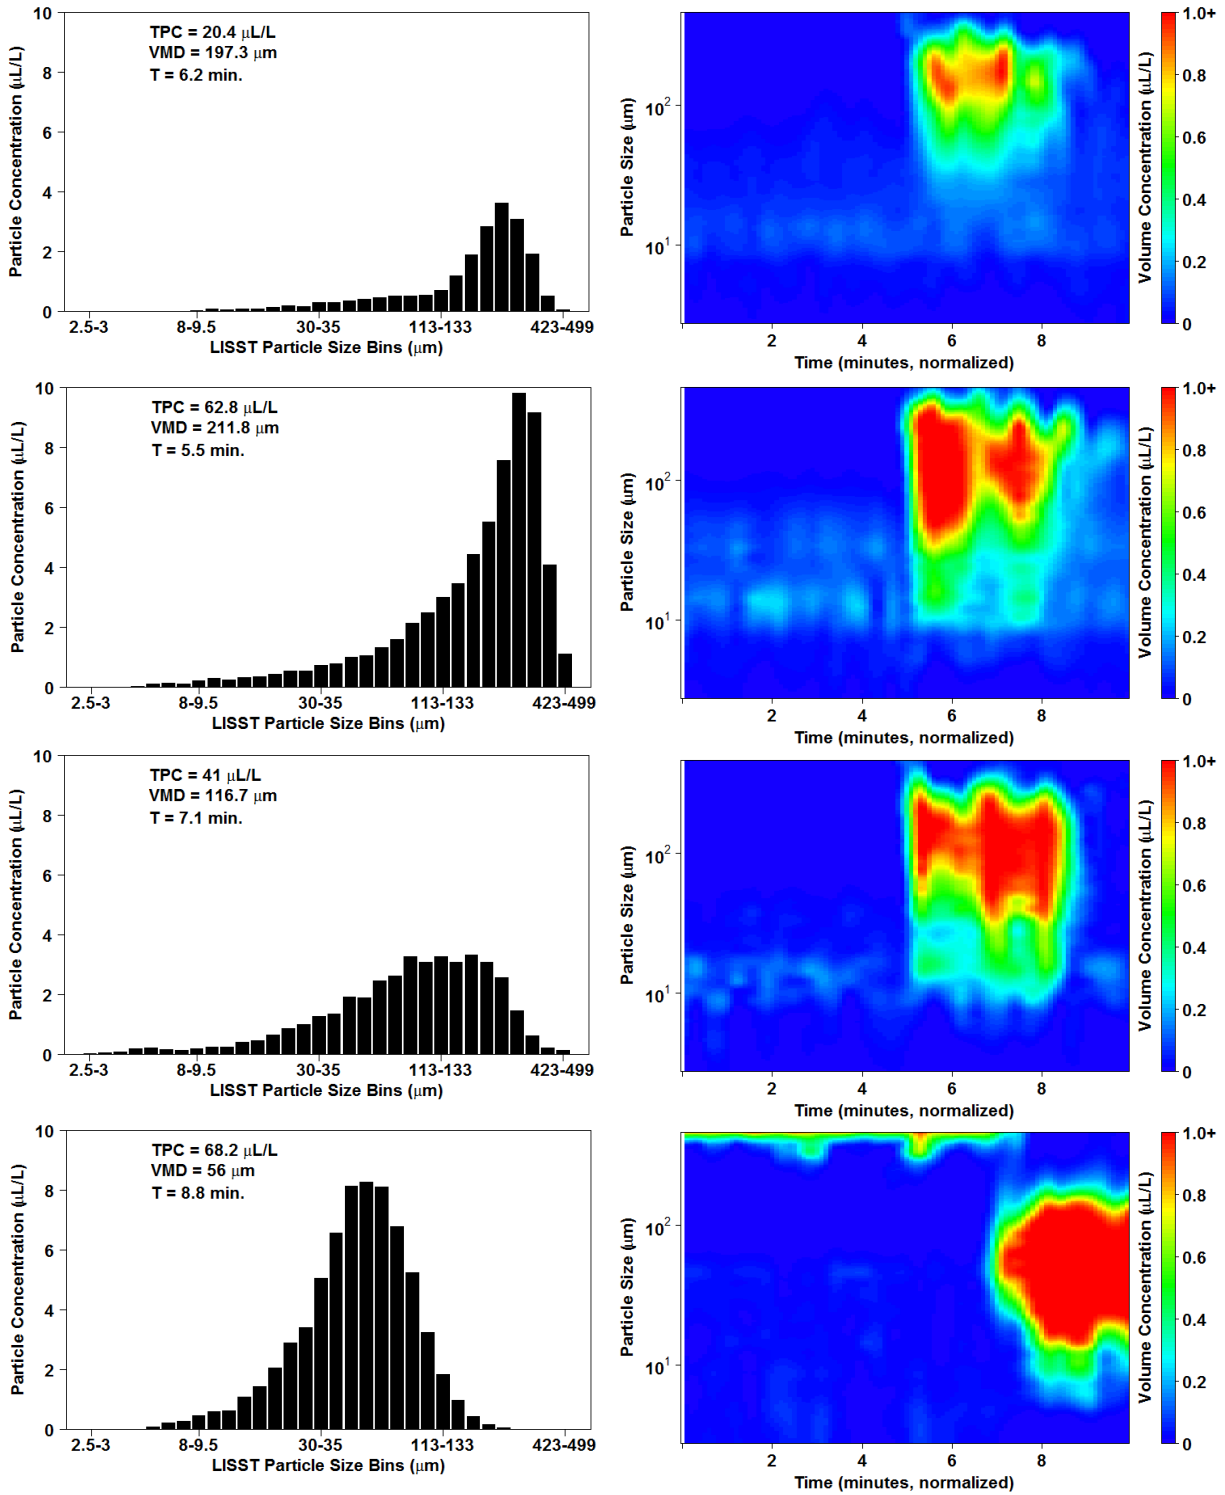 TPC = 20.4 μL/L
VMD = 197.3 μm
T = 6.2 min.
Particle Concentration (μL/L)
10
8
6
4
2
0
2.5-3 8-9.5 30-35 113-133 423-499
LISST Particle Size Bins (μm)
Particle Size (μm)
10²
10¹
2 4 6 8
Time (minutes, normalized)
Volume Concentration (μL/L)
1.0+
0.8
0.6
0.4
0.2
0
TPC = 62.8 μL/L
VMD = 211.8 μm
T = 5.5 min.
Particle Concentration (μL/L)
10
8
6
4
2
0
2.5-3 8-9.5 30-35 113-133 423-499
LISST Particle Size Bins (μm)
Particle Size (μm)
10²
10¹
2 4 6 8
Time (minutes, normalized)
Volume Concentration (μL/L)
1.0+
0.8
0.6
0.4
0.2
0
TPC = 41 μL/L
VMD = 116.7 μm
T = 7.1 min.
Particle Concentration (μL/L)
10
8
6
4
2
0
2.5-3 8-9.5 30-35 113-133 423-499
LISST Particle Size Bins (μm)
Particle Size (μm)
10²
10¹
2 4 6 8
Time (minutes, normalized)
Volume Concentration (μL/L)
1.0+
0.8
0.6
0.4
0.2
0
TPC = 68.2 μL/L
VMD = 56 μm
T = 8.8 min.
Particle Concentration (μL/L)
10
8
6
4
2
0
2.5-3 8-9.5 30-35 113-133 423-499
LISST Particle Size Bins (μm)
Particle Size (μm)
10²
10¹
2 4 6 8
Time (minutes, normalized)
Volume Concentration (μL/L)
1.0+
0.8
0.6
0.4
0.2
0